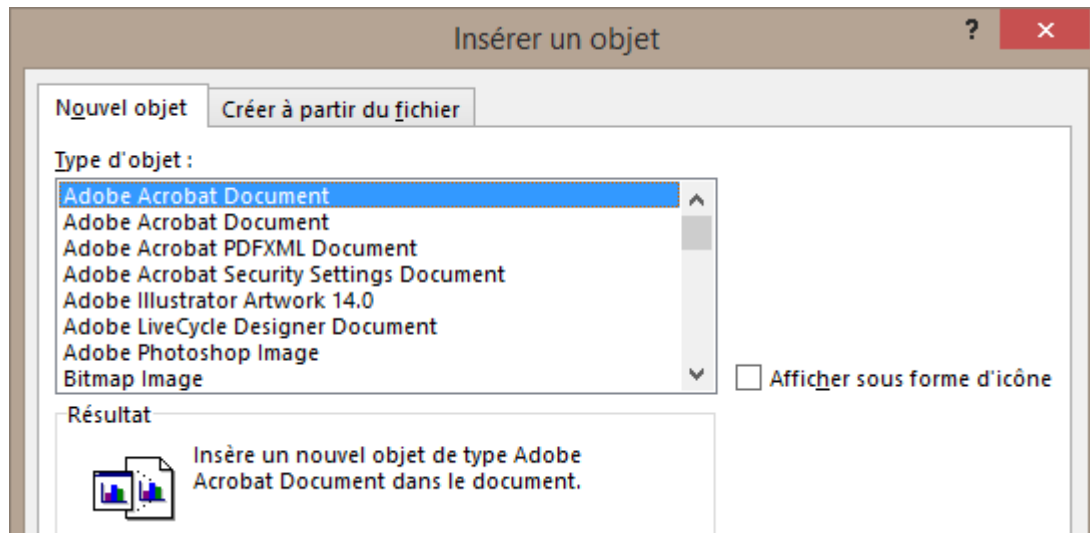 Insérer un objet
?
×
Nouvel objet
Créer à partir du fichier
Type d'objet :
Adobe Acrobat Document
Adobe Acrobat Document
Adobe Acrobat PDFXML Document
Adobe Acrobat Security Settings Document
Adobe Illustrator Artwork 14.0
Adobe LiveCycle Designer Document
Adobe Photoshop Image
Bitmap Image
Afficher sous forme d'icône
Résultat
Insère un nouvel objet de type Adobe
Acrobat Document dans le document.